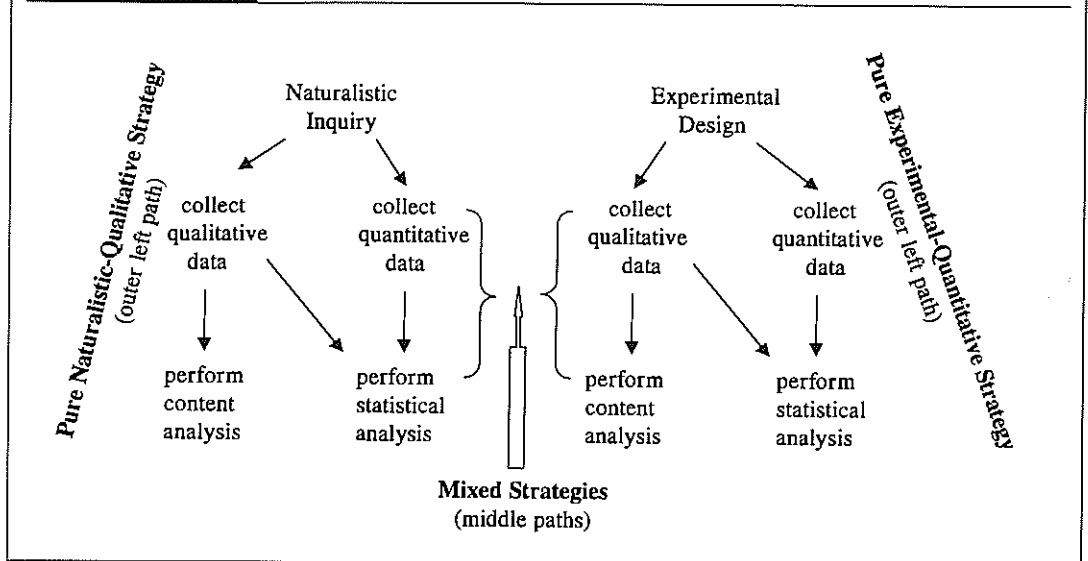 Pure Naturalistic-Qualitative Strategy
(outer left path)
Naturalistic
Inquiry
collect
qualitative
data
collect
quantitative
data
perform
content
analysis
perform
statistical
analysis
Mixed Strategies
(middle paths)
Experimental
Design
collect
qualitative
data
collect
quantitative
data
perform
content
analysis
perform
statistical
analysis
Pure Experimental-Quantitative Strategy
(outer left path)